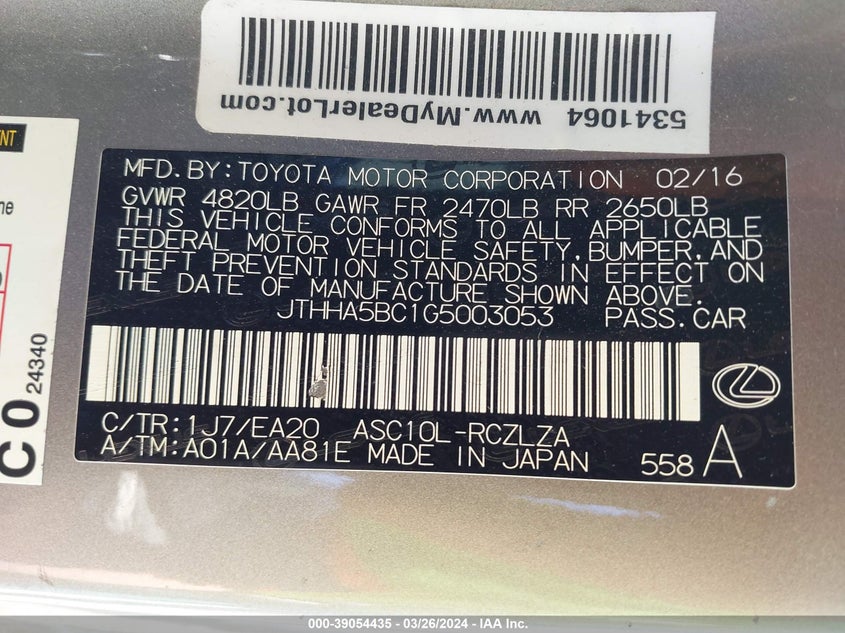 www.MyDealerLot.com 5341064
ENT
ne
MFD.BY:TOYOTA MOTOR CORPORATION 02/16
GVWR 4820LB GAWR FR 2470LB RR 2650LB
THIS VEHICLE CONFORMS TO ALL APPLICABLE
FEDERAL MOTOR VEHICLE SAFETY,BUMPER,AND
THEFT PREVENTION STANDARDS IN EFFECT ON
THE DATE OF MANUFACTURE SHOWN ABOVE.
JTHHA5BC1G5003053 PASS.CAR
C/TR:1J7/EA20 ASC10L-RCZLZA
A/TM:A01A/AA81E MADE IN JAPAN 558 A
C 0 24340
000-39054435 - 03/26/2024 - IAA Inc.